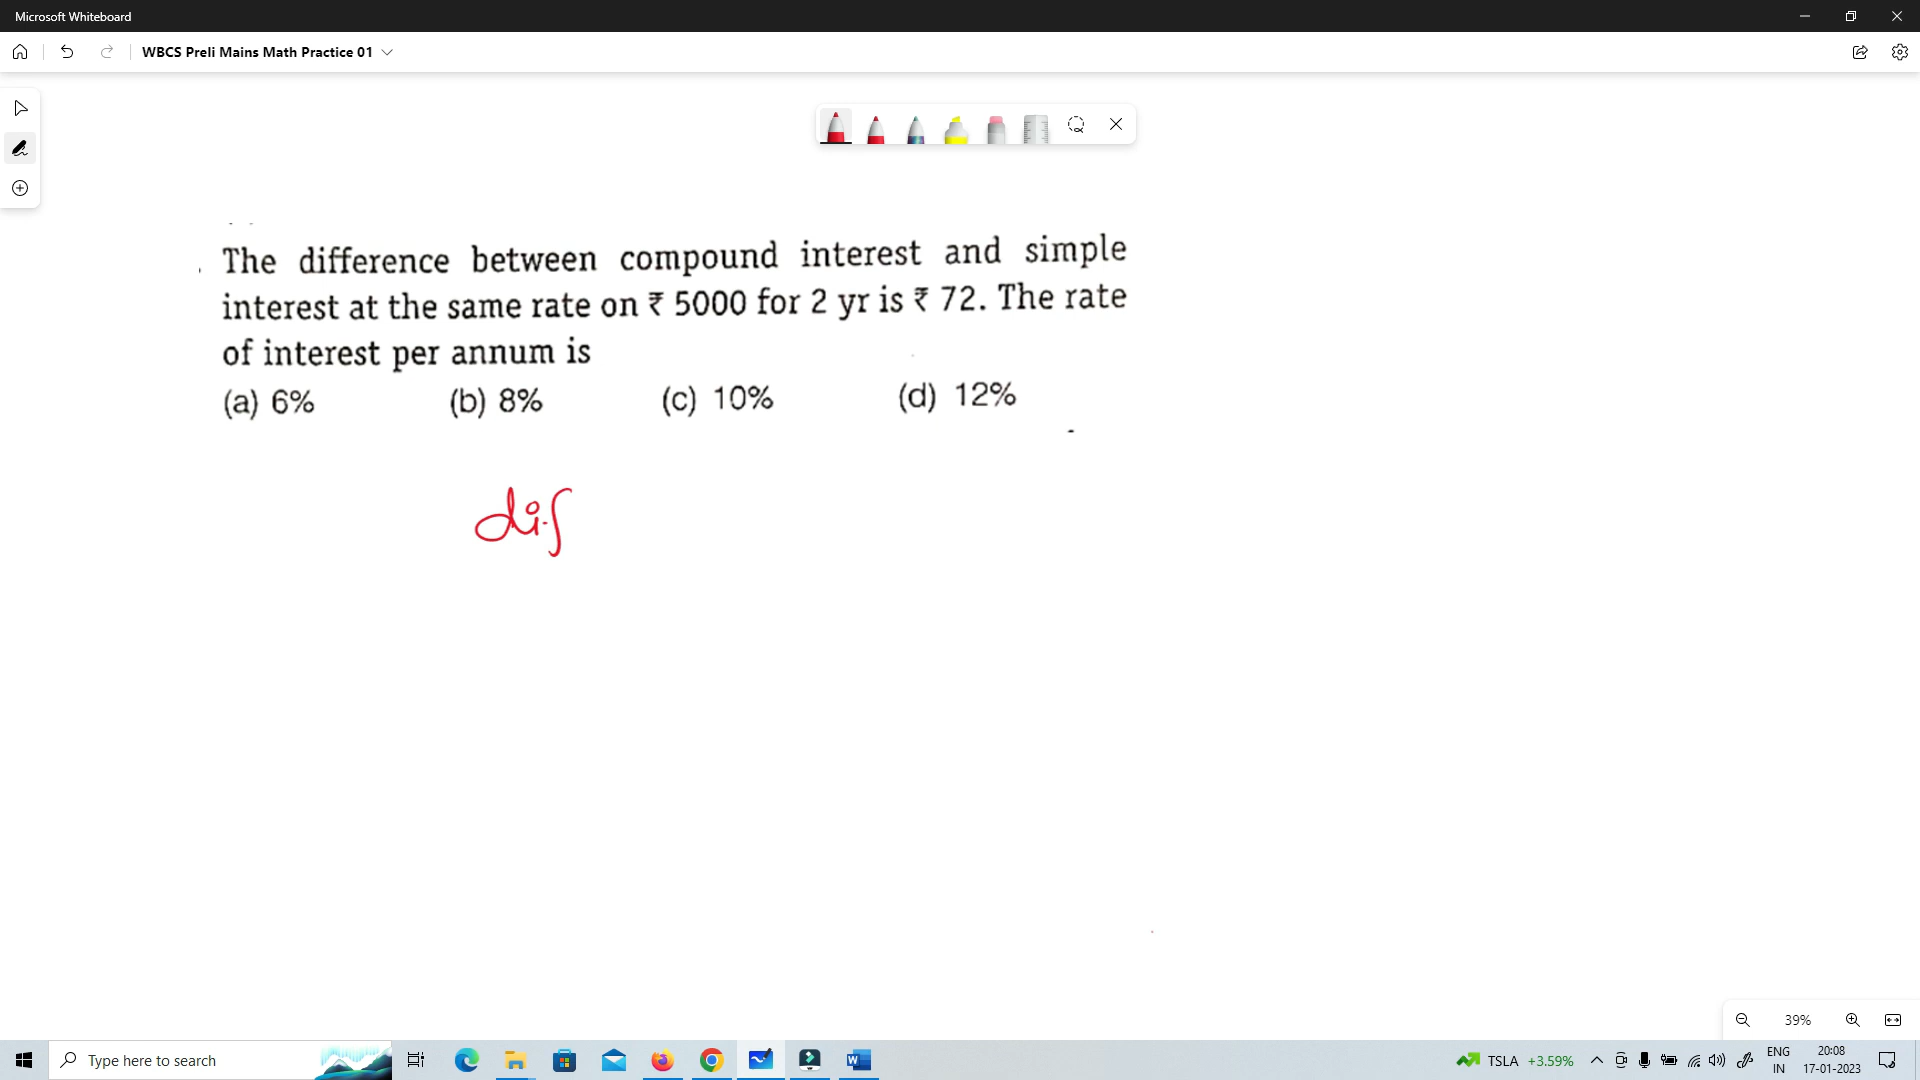 Microsoft Whiteboard
WBCS Preli Mains Math Practice 01
The difference between compound interest and simple
interest at the same rate on ₹ 5000 for 2 yr is ₹ 72. The rate
of interest per annum is
(a) 6% (b) 8% (c) 10% (d) 12%
dif
39%
Type here to search
TSLA +3.59%
ENG
IN
20:08
17-01-2023